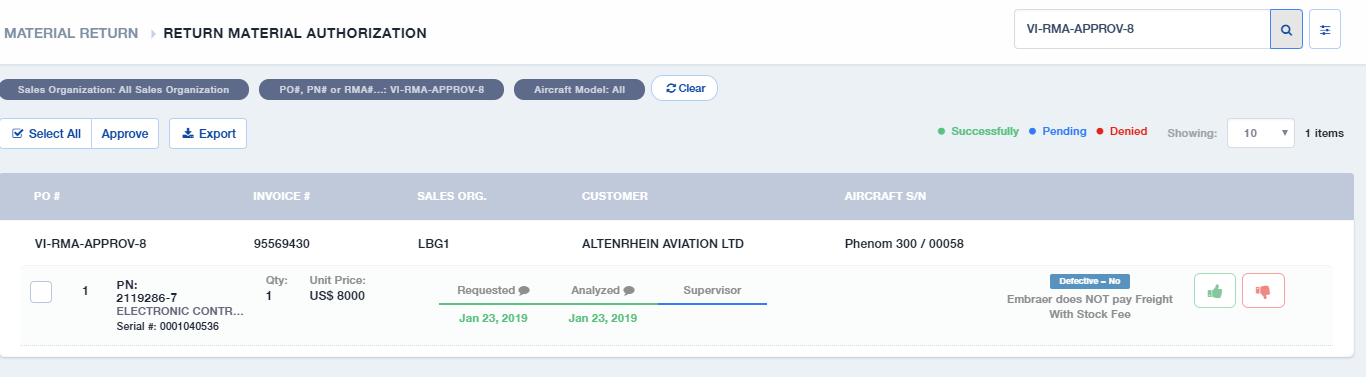 MATERIAL RETURN RETURN MATERIAL AUTHORIZATION
VI-RMA-APPROV-8
Sales Organization: All Sales Organization
PO#, PN# or RMA#...: VI-RMA-APPROV-8
Aircraft Model: All
Clear
Select All
Approve
Export
Successfully
Pending
Denied
Showing:
10
1 items
PO # INVOICE # SALES ORG. CUSTOMER AIRCRAFT S/N
VI-RMA-APPROV-8 95569430 LBG1 ALTENRHEIN AVIATION LTD Phenom 300 / 00058
1
PN:
2119286-7
ELECTRONIC CONTR...
Serial #: 0001040536
Qty:
1
Unit Price:
US$ 8000
Requested Analyzed Supervisor
Jan 23, 2019 Jan 23, 2019
Defective – No
Embraer does NOT pay Freight
With Stock Fee